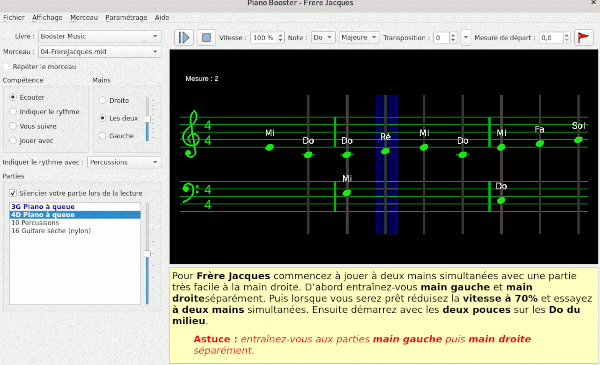 Piano Booster - Frère Jacques
Fichier Affichage Morceau Paramétrage Aide
Livre : Booster Music
Morceau : 04-FrereJacques.mid
Répéter le morceau
Compétence
Écouter
Indiquer le rythme
Vous suivre
Jouer avec
Mains
Droite
Les deux
Gauche
Indiquer le rythme avec : Percussions
Parties
Silencier votre partie lors de la lecture
3G Piano à queue
4D Piano à queue
10 Percussions
16 Guitare sèche (nylon)
Vitesse : 100 % Note : Do Majeure Transposition : 0 Mesure de départ : 0,0
Mesure : 2
4
4
MI Do Do Ré MI Do MI Fa Sol
4
4
Mi Do
Pour Frère Jacques commencez à jouer à deux mains simultanées avec une partie
très facile à la main droite. D'abord entraînez-vous main gauche et main
droiteséparément. Puis lorsque vous serez prêt réduisez la vitesse à 70% et essayez
à deux mains simultanées. Ensuite démarrez avec les deux pouces sur les Do du
milieu.
Astuce : entraînez-vous aux parties main gauche puis main droite
séparément.